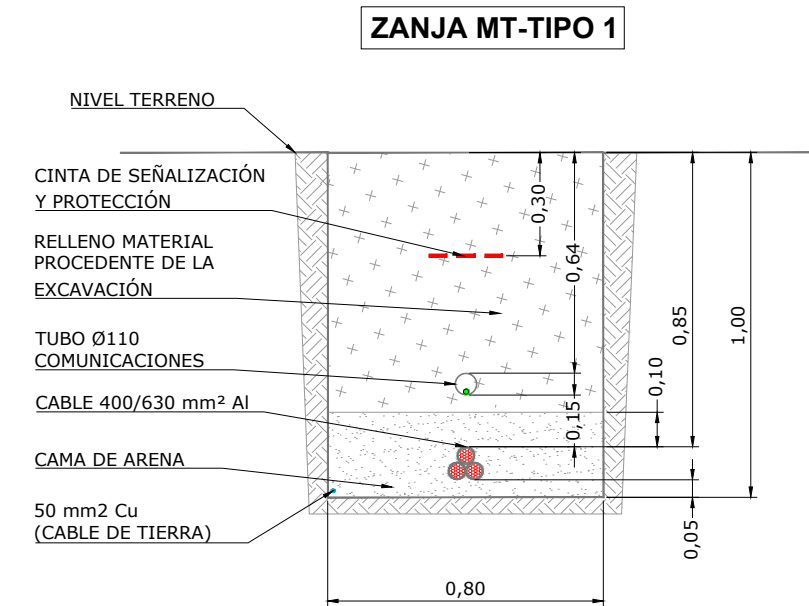 ZANJA MT-TIPO 1
NIVEL TERRENO
CINTA DE SEÑALIZACIÓN
Y PROTECCIÓN
RELLENO MATERIAL
PROCEDENTE DE LA
EXCAVACIÓN
TUBO Ø110
COMUNICACIONES
CABLE 400/630 mm² Al
CAMA DE ARENA
50 mm2 Cu
(CABLE DE TIERRA)
0,30
0,64
0,15
0,10
0,85
1,00
0,05
0,80